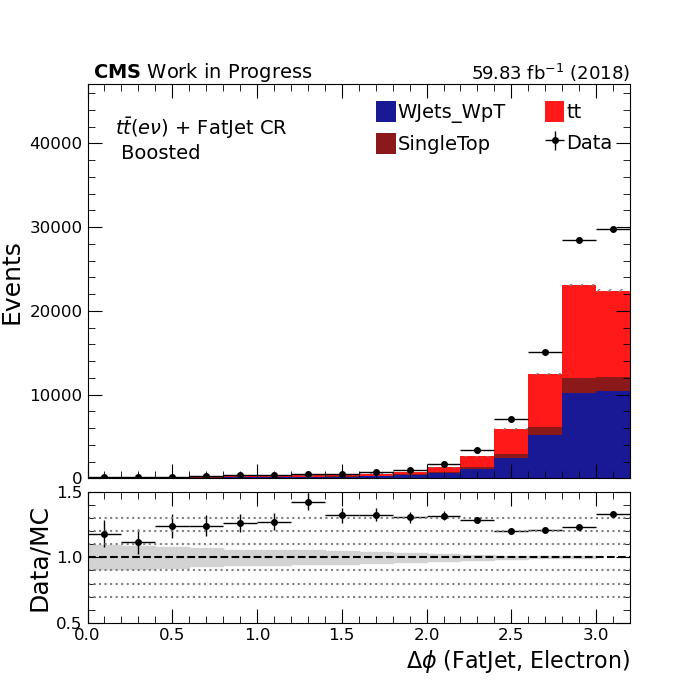 CMS Work in Progress
59.83 fb⁻¹ (2018)
tt̄(eν) + FatJet CR
Boosted
WJets_WpT
tt
SingleTop
Data
Events
40000
30000
20000
10000
0
Data/MC
1.5
1.0
0.5
0.0 0.5 1.0 1.5 2.0 2.5 3.0
Δϕ (FatJet, Electron)